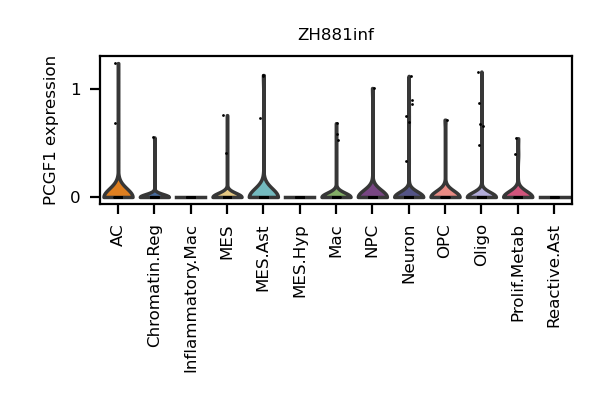 ZH881inf
PCGF1 expression
1
0
AC
Chromatin.Reg
Inflammatory.Mac
MES
MES.Ast
MES.Hyp
Mac
NPC
Neuron
OPC
Oligo
Prolif.Metab
Reactive.Ast